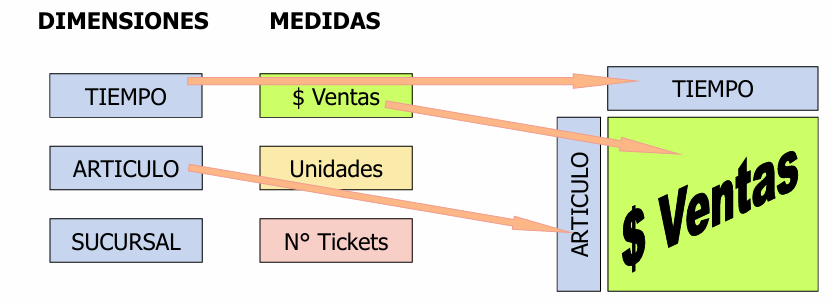 DIMENSIONES MEDIDAS
TIEMPO $ Ventas TIEMPO
ARTICULO Unidades
SUCURSAL N° Tickets
ARTICULO
$ Ventas